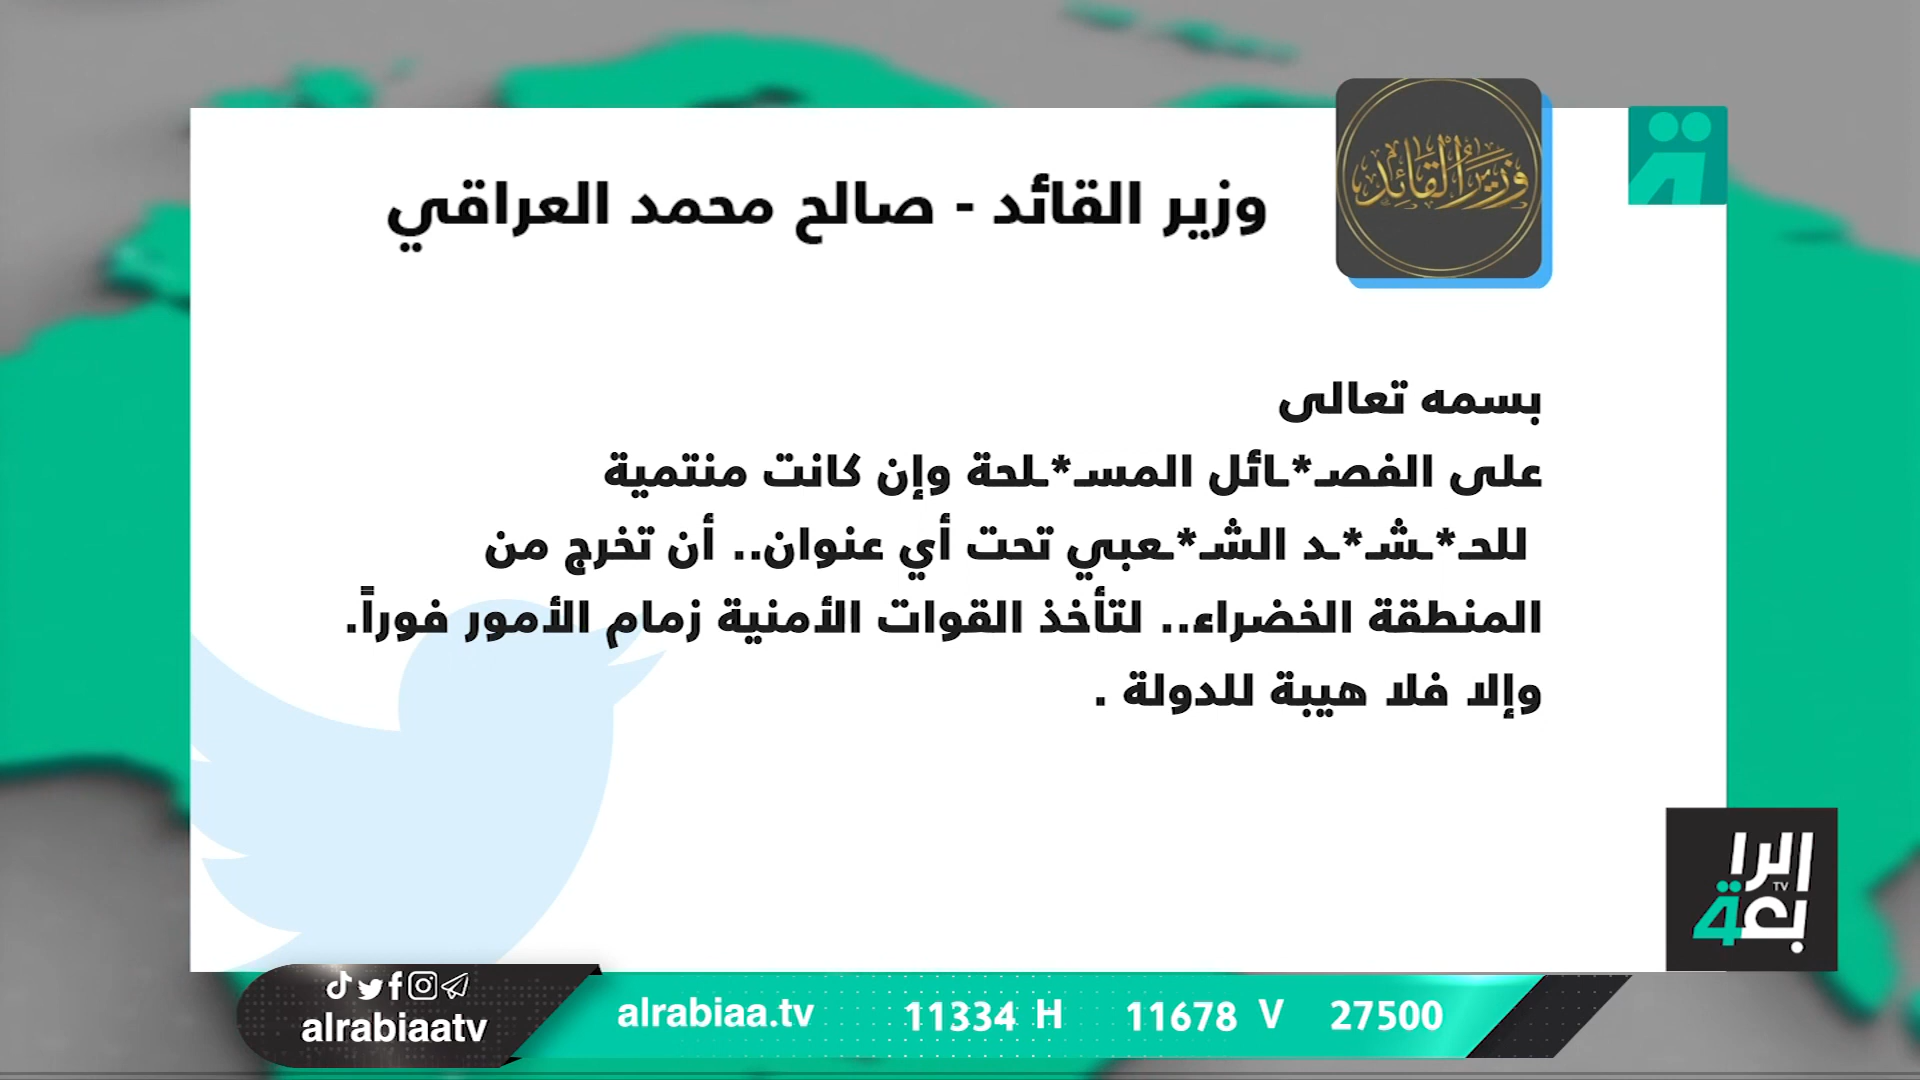 وزير القائد
وزير القائد - صالح محمد العراقي
بسمه تعالى
على الفصـ*ـائل المسـ*ـلحة وإن كانت منتمية
للحـ*ـشـ*ـد الشـ*ـعبي تحت أي عنوان.. أن تخرج من
المنطقة الخضراء.. لتأخذ القوات الأمنية زمام الأمور فوراً.
وإلا فلا هيبة للدولة .
الرا
TV
بعة
alrabiaatv
alrabiaa.tv 11334 H 11678 V 27500